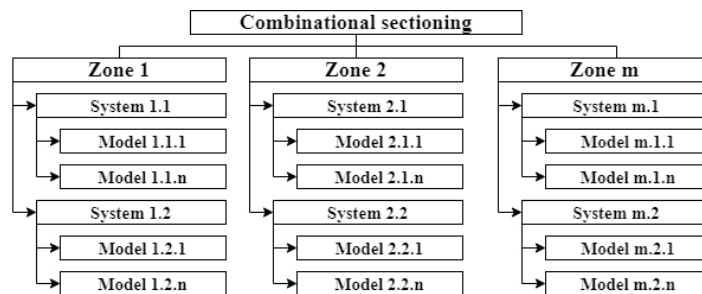 Combinational sectioning
Zone 1
System 1.1
Model 1.1.1
Model 1.1.n
System 1.2
Model 1.2.1
Model 1.2.n
Zone 2
System 2.1
Model 2.1.1
Model 2.1.n
System 2.2
Model 2.2.1
Model 2.2.n
Zone m
System m.1
Model m.1.1
Model m.1.n
System m.2
Model m.2.1
Model m.2.n